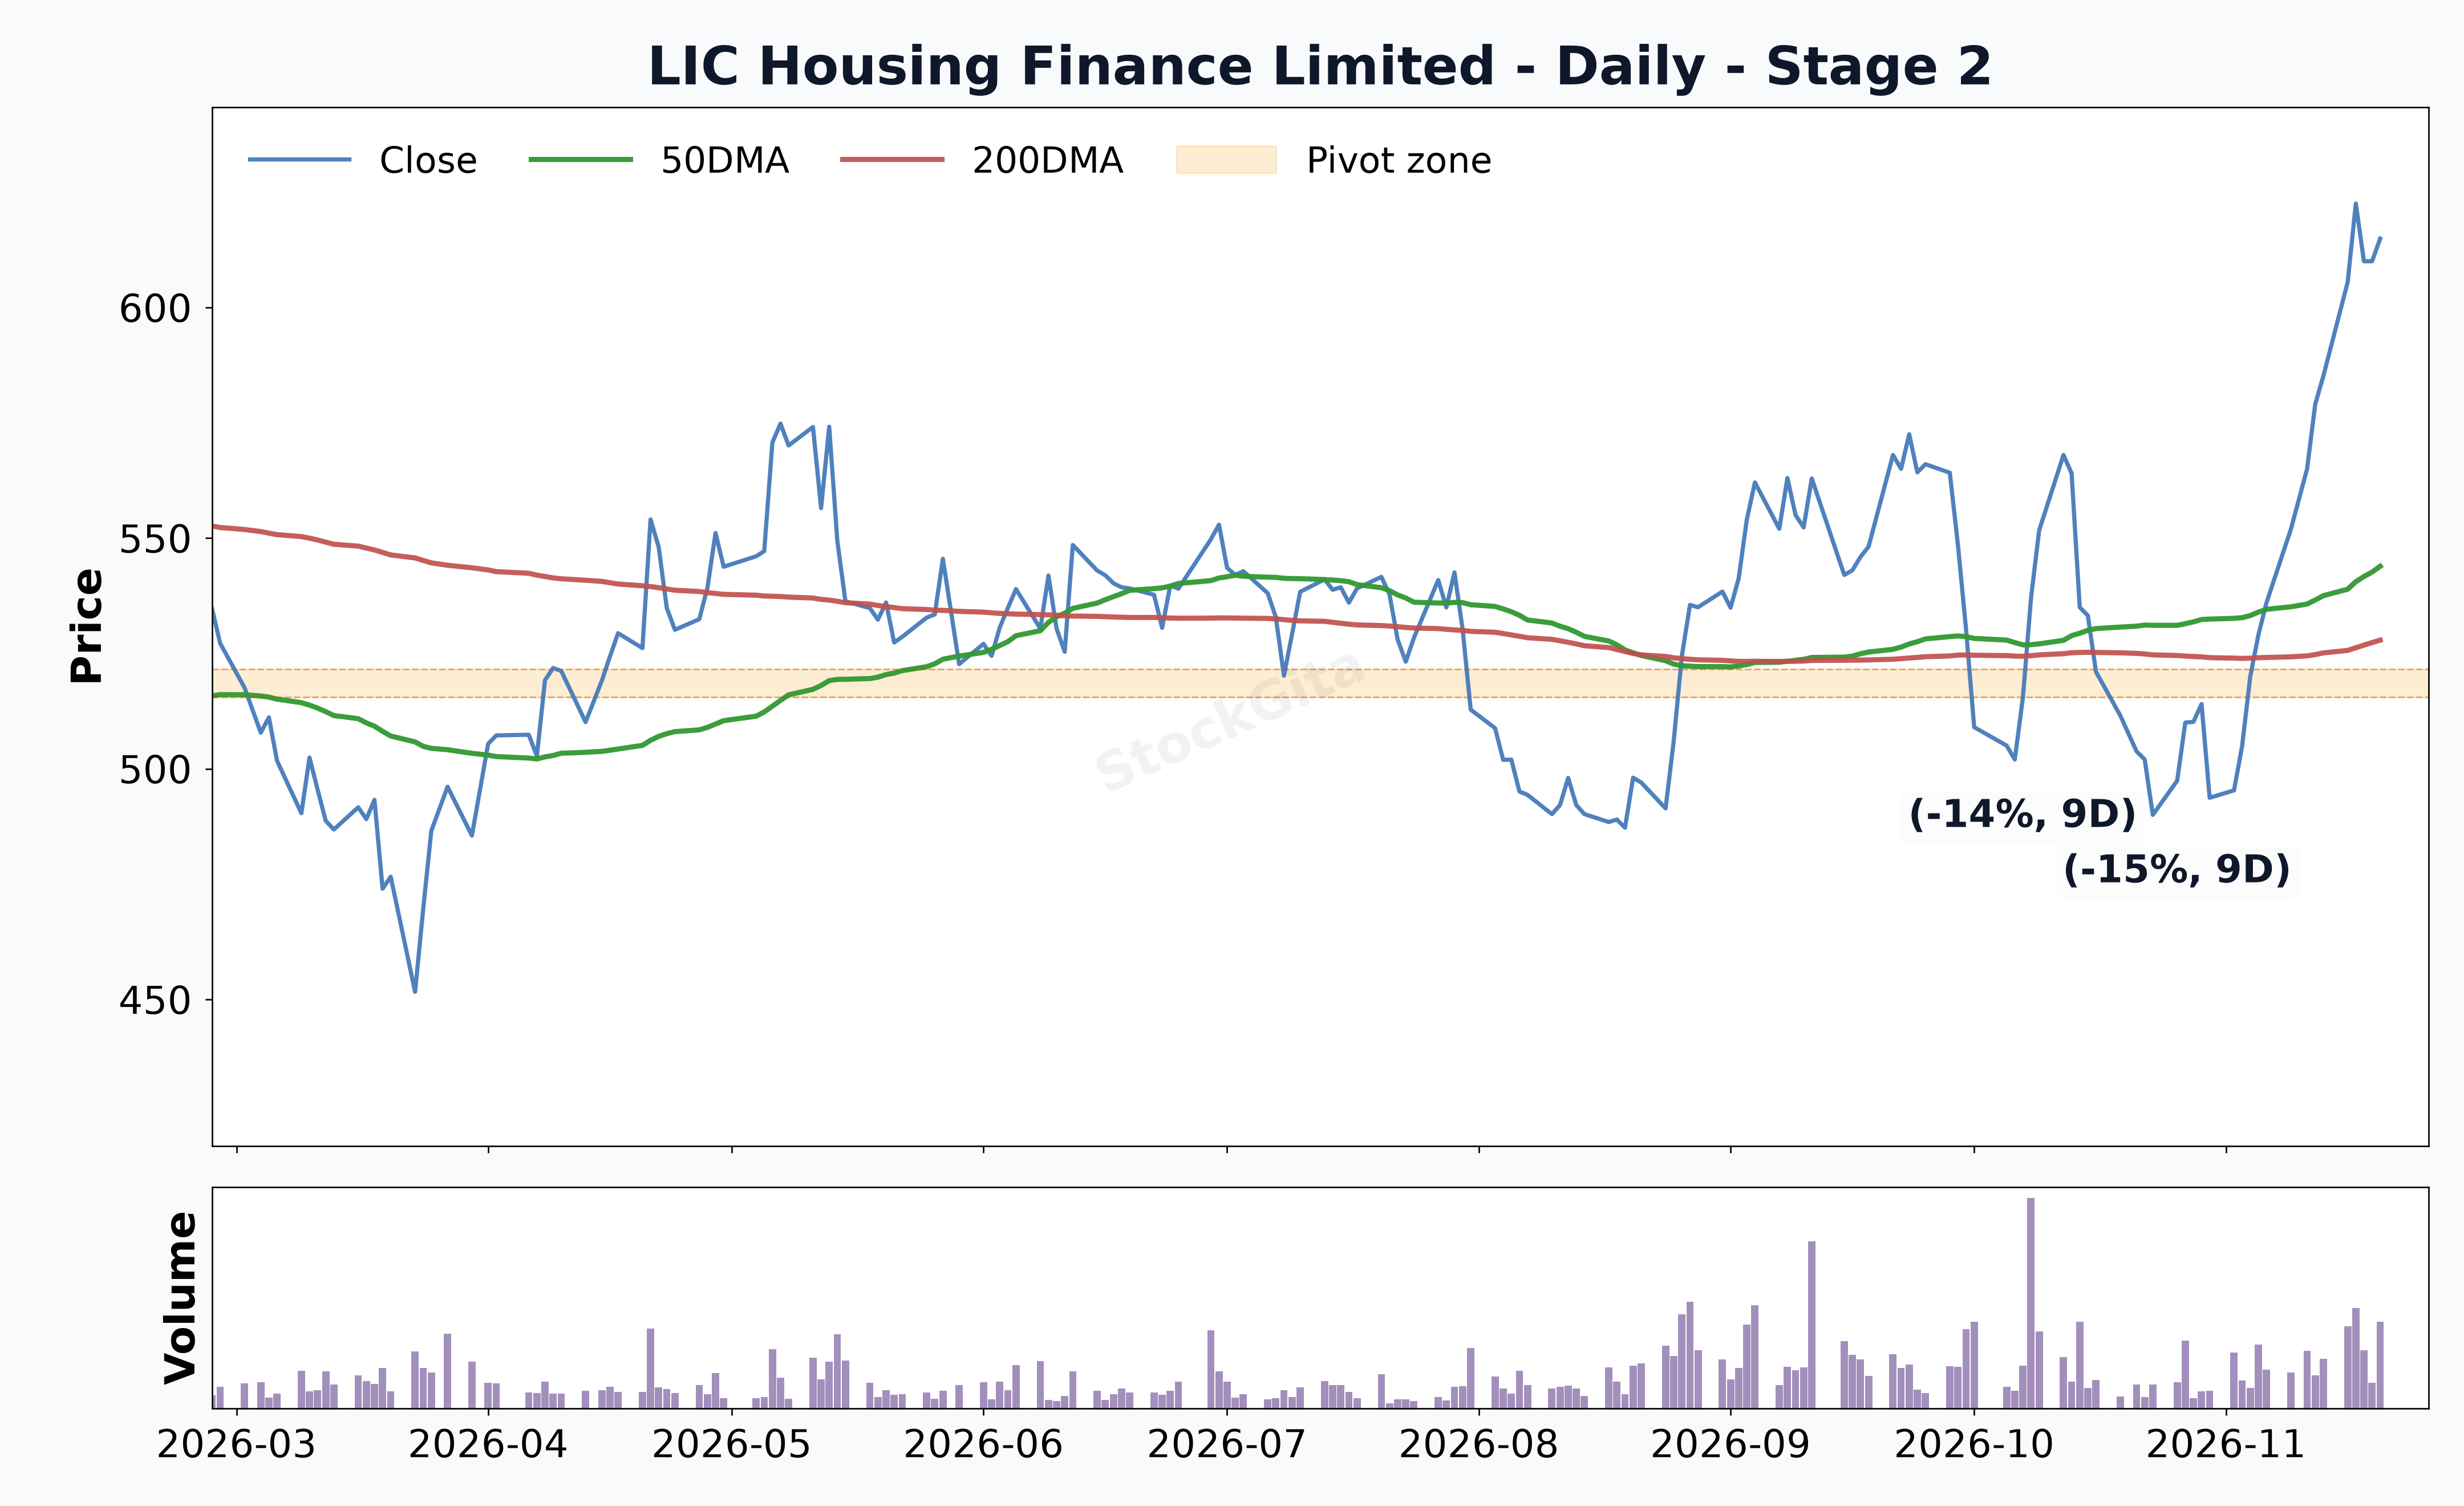 LIC Housing Finance Limited - Daily - Stage 2
Close 50DMA 200DMA Pivot zone
Price
600
550
500
450
StockGita
(-14%, 9D)
(-15%, 9D)
Volume
2026-03 2026-04 2026-05 2026-06 2026-07 2026-08 2026-09 2026-10 2026-11